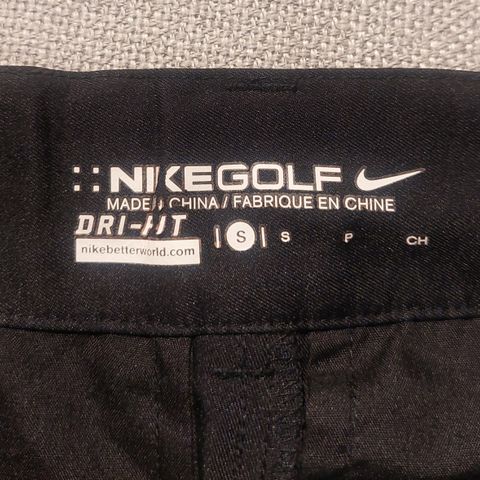 NIKEGOLF
MADE IN CHINA / FABRIQUE EN CHINE
DRI-FIT
S S P CH
nikebetterworld.com